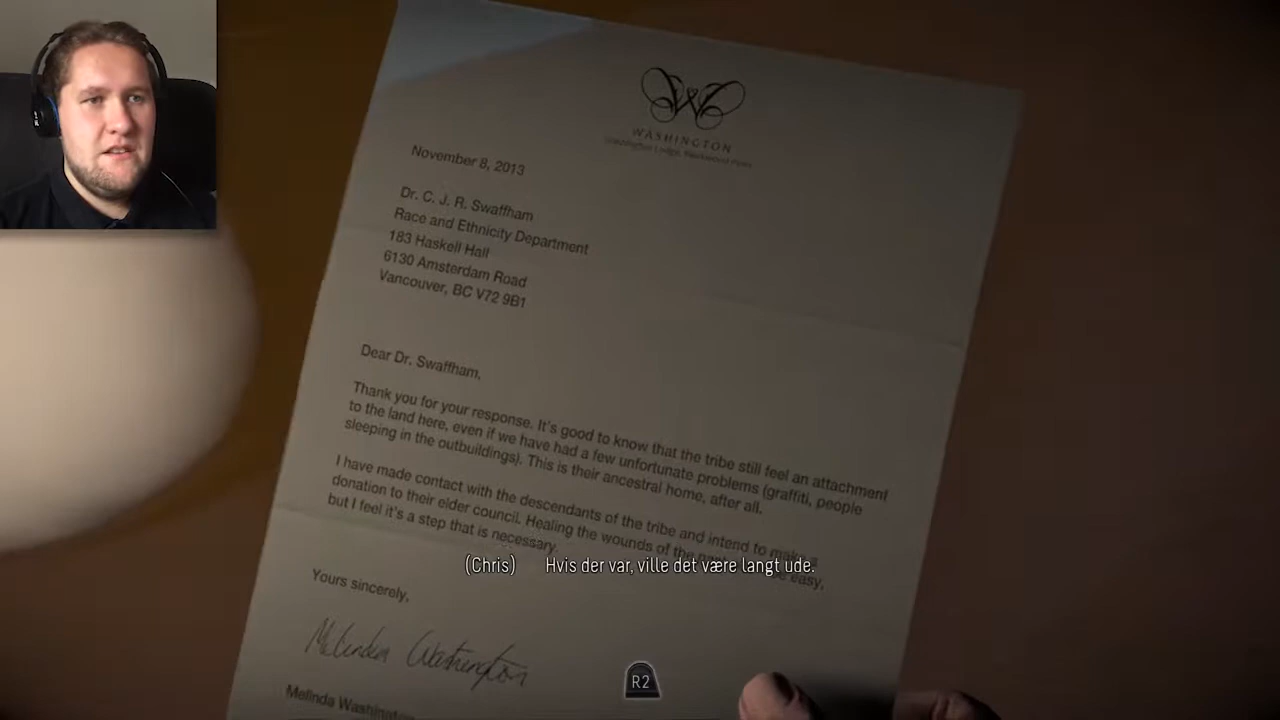 WASHINGTON
November 8, 2013
Dr. C. J. R. Swaffham
Race and Ethnicity Department
183 Haskell Hall
6130 Amsterdam Road
Vancouver, BC V72 9B1
Dear Dr. Swaffham,
Thank you for your response. It's good to know that the tribe still feel an attachment
to the land here, even if we have had a few unfortunate problems (graffiti, people
sleeping in the outbuildings). This is their ancestral home, after all.
I have made contact with the descendants of the tribe and intend to make a
donation to their elder council. Healing the wounds of the easy,
but I feel it's a step that is necessary.
(Chris) Hvis der var, ville det være langt ude.
Yours sincerely,
Melinda Washington
R2
Melinda Washington